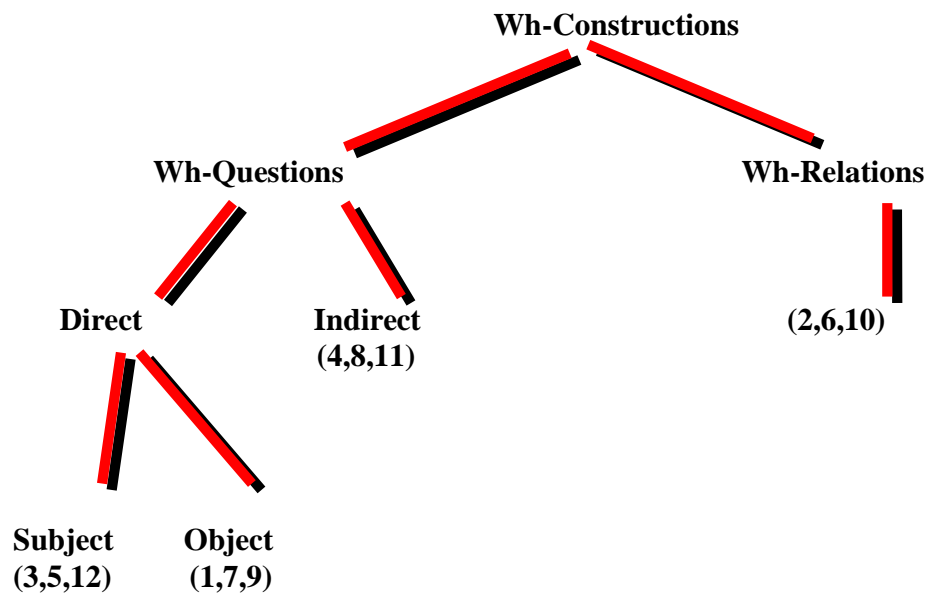 Wh-Constructions
Wh-Questions
Wh-Relations
Direct
Indirect
(4,8,11)
(2,6,10)
Subject
(3,5,12)
Object
(1,7,9)